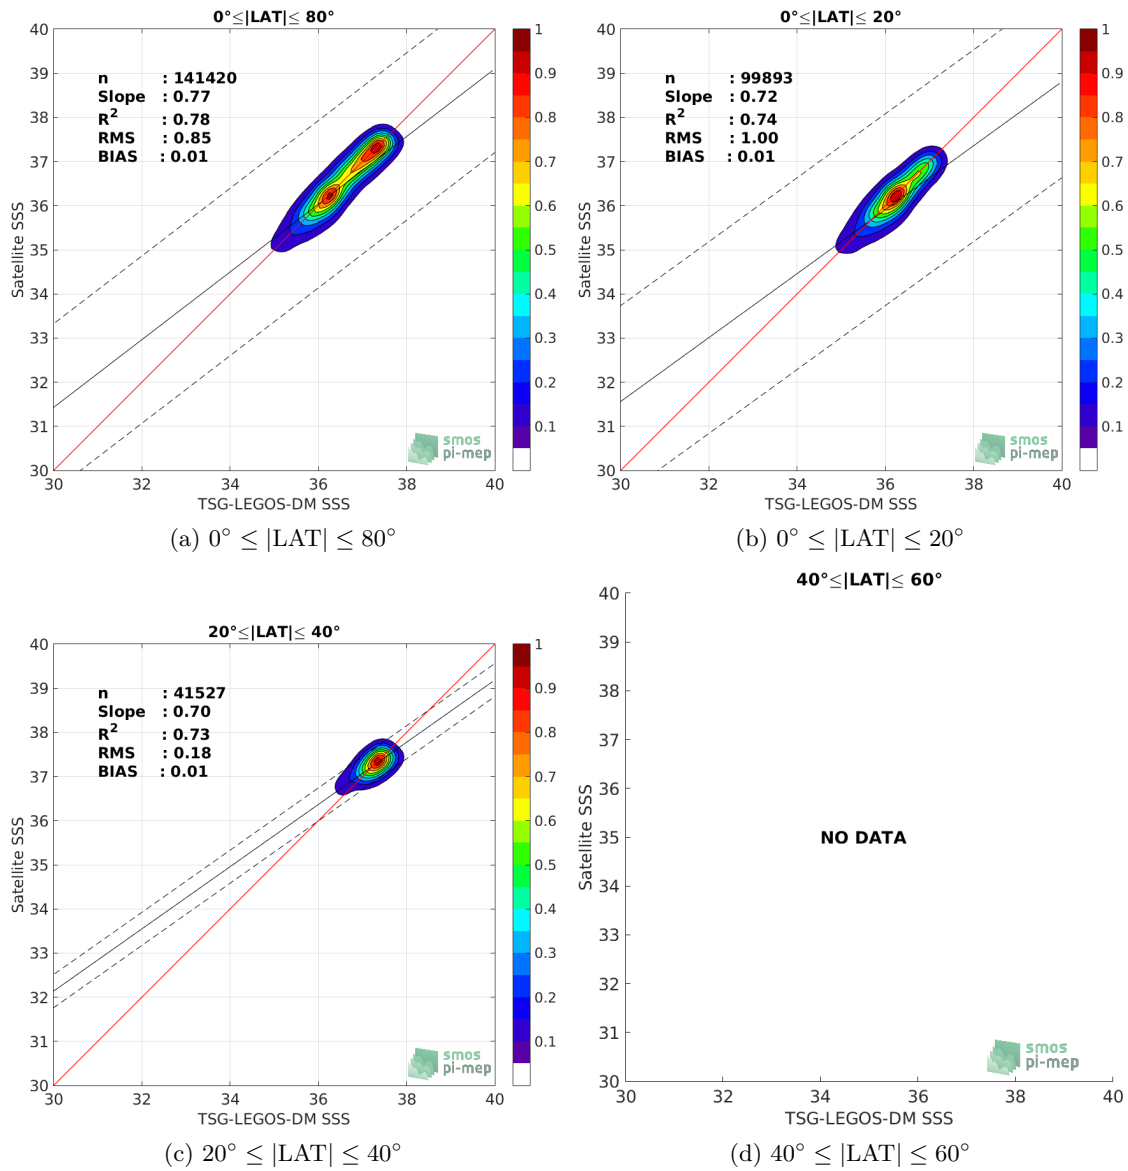 0°≤|LAT|≤ 80°
n : 141420
Slope : 0.77
R² : 0.78
RMS : 0.85
BIAS : 0.01
40
39
38
37
36
35
34
33
32
31
30
30 32 34 36 38 40
Satellite SSS
TSG-LEGOS-DM SSS
1
0.9
0.8
0.7
0.6
0.5
0.4
0.3
0.2
0.1
smos
pi-mep
(a) 0° ≤ |LAT| ≤ 80°
0°≤|LAT|≤ 20°
n : 99893
Slope : 0.72
R² : 0.74
RMS : 1.00
BIAS : 0.01
40
39
38
37
36
35
34
33
32
31
30
30 32 34 36 38 40
Satellite SSS
TSG-LEGOS-DM SSS
1
0.9
0.8
0.7
0.6
0.5
0.4
0.3
0.2
0.1
smos
pi-mep
(b) 0° ≤ |LAT| ≤ 20°
20°≤|LAT|≤ 40°
n : 41527
Slope : 0.70
R² : 0.73
RMS : 0.18
BIAS : 0.01
40
39
38
37
36
35
34
33
32
31
30
30 32 34 36 38 40
Satellite SSS
TSG-LEGOS-DM SSS
1
0.9
0.8
0.7
0.6
0.5
0.4
0.3
0.2
0.1
smos
pi-mep
(c) 20° ≤ |LAT| ≤ 40°
40°≤|LAT|≤ 60°
40
39
38
37
36
35
34
33
32
31
30
30 32 34 36 38 40
Satellite SSS
NO DATA
TSG-LEGOS-DM SSS
smos
pi-mep
(d) 40° ≤ |LAT| ≤ 60°